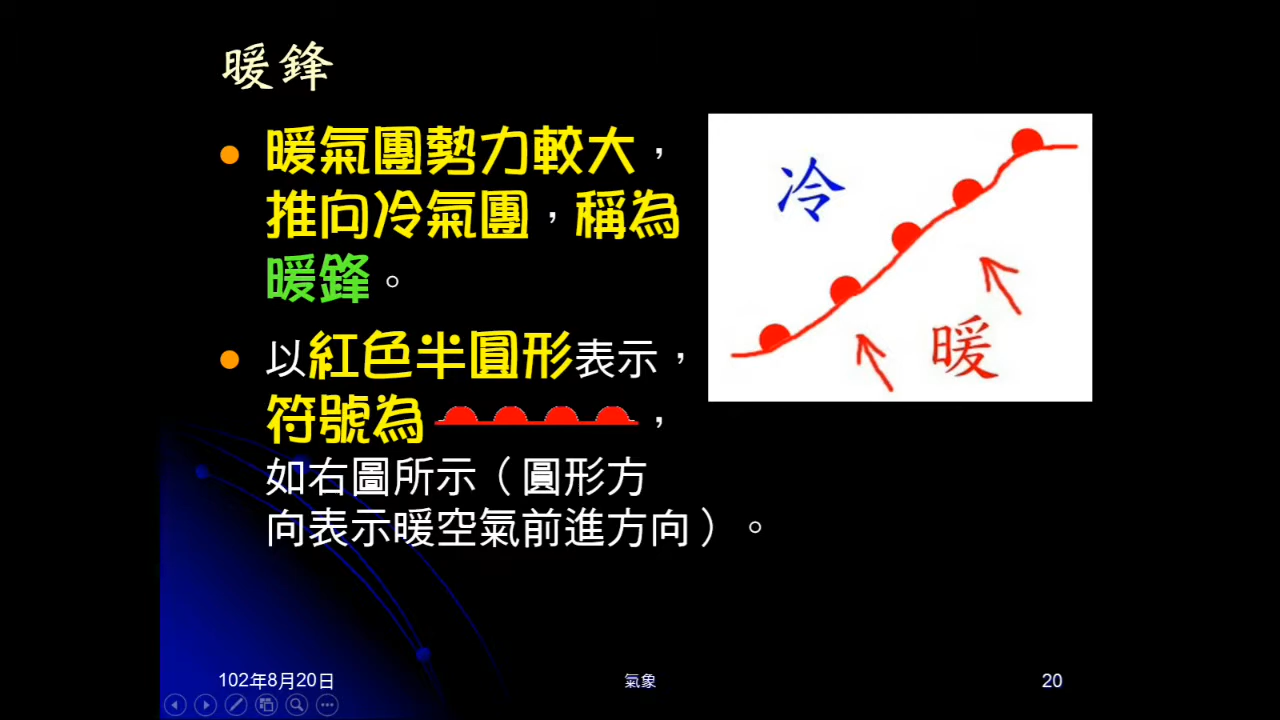 暖鋒
暖氣團勢力較大，
推向冷氣團，稱為
暖鋒。
以紅色半圓形表示，
符號為，
如右圖所示（圓形方
向表示暖空氣前進方向）。
冷
暖
102年8月20日
氣象
20